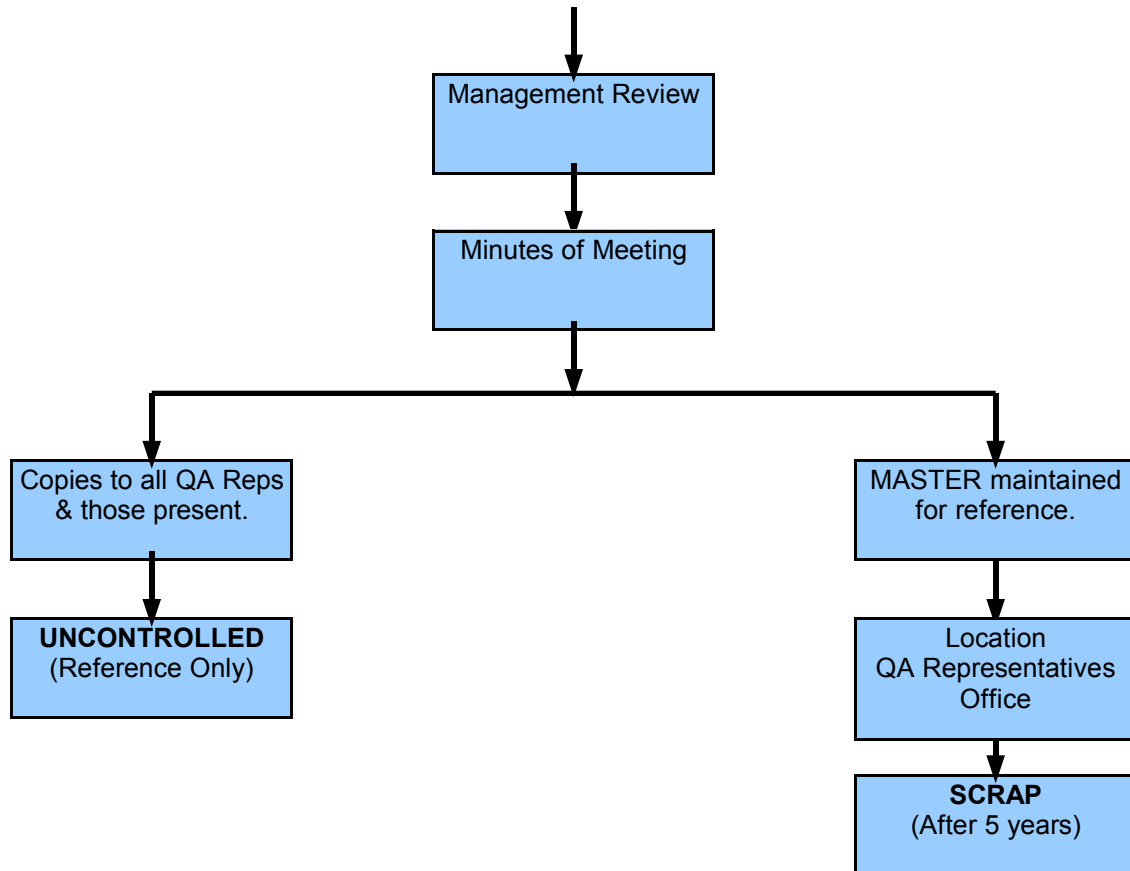 Management Review
Minutes of Meeting
Copies to all QA Reps
& those present.
UNCONTROLLED
(Reference Only)
MASTER maintained
for reference.
Location
QA Representatives
Office
SCRAP
(After 5 years)